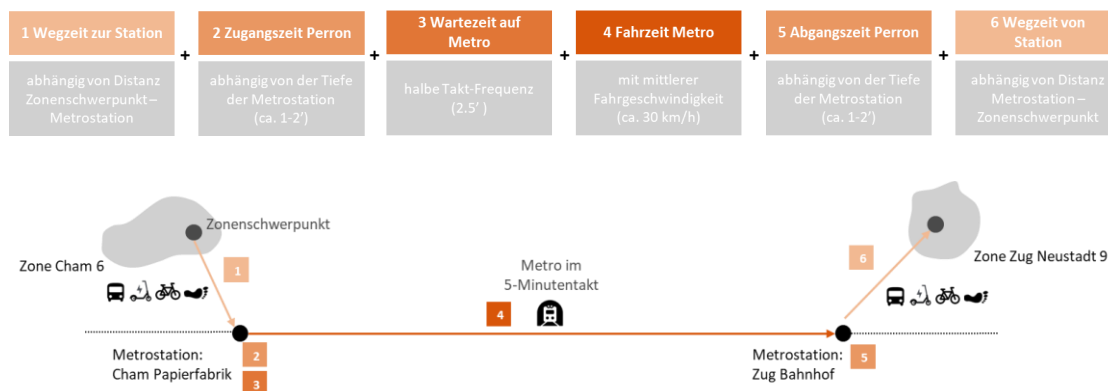 1 Wegzeit zur Station
+
2 Zugangszeit Perron
+
3 Wartezeit auf
Metro
+
4 Fahrzeit Metro
+
5 Abgangszeit Perron
+
6 Wegzeit von
Station
abhängig von Distanz
Zonenschwerpunkt –
Metrostation
abhängig von der Tiefe
der Metrostation
(ca. 1-2')
halbe Takt-Frequenz
(2.5' )
mit mittlerer
Fahrgeschwindigkeit
(ca. 30 km/h)
abhängig von der Tiefe
der Metrostation
(ca. 1-2')
abhängig von Distanz
Metrostation –
Zonenschwerpunkt
Zonenschwerpunkt
Zone Cham 6
1
Metro im
5-Minutentakt
4
6
Zone Zug Neustadt 9
Metrostation:
Cham Papierfabrik
2
3
Metrostation:
Zug Bahnhof
5